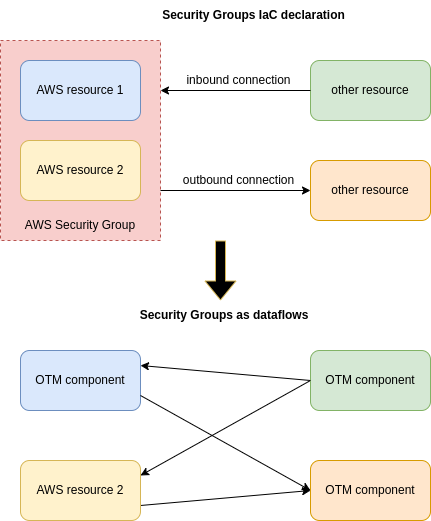 Security Groups IaC declaration
AWS resource 1
inbound connection
other resource
AWS resource 2
outbound connection
other resource
AWS Security Group
Security Groups as dataflows
OTM component
OTM component
AWS resource 2
OTM component